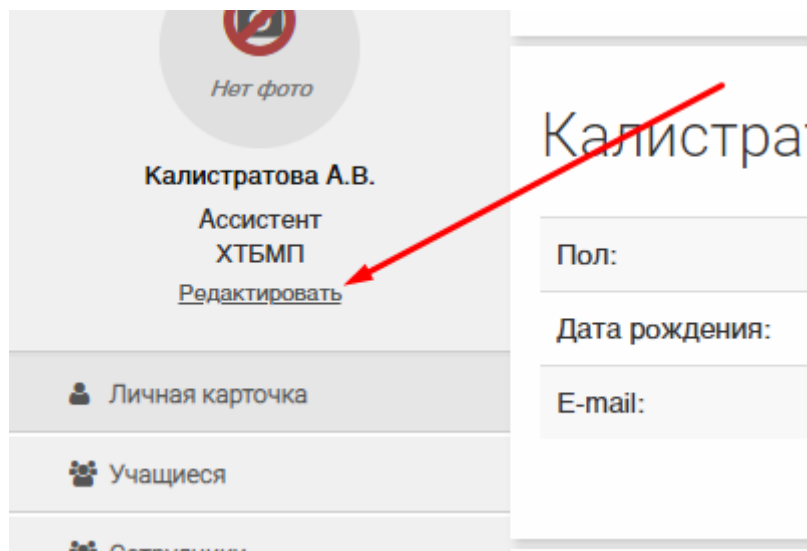 Нет фото
Калистратова А.В.
Ассистент
ХТБМП
Редактировать
Личная карточка
Учащиеся
Калистрат
Пол:
Дата рождения:
E-mail: